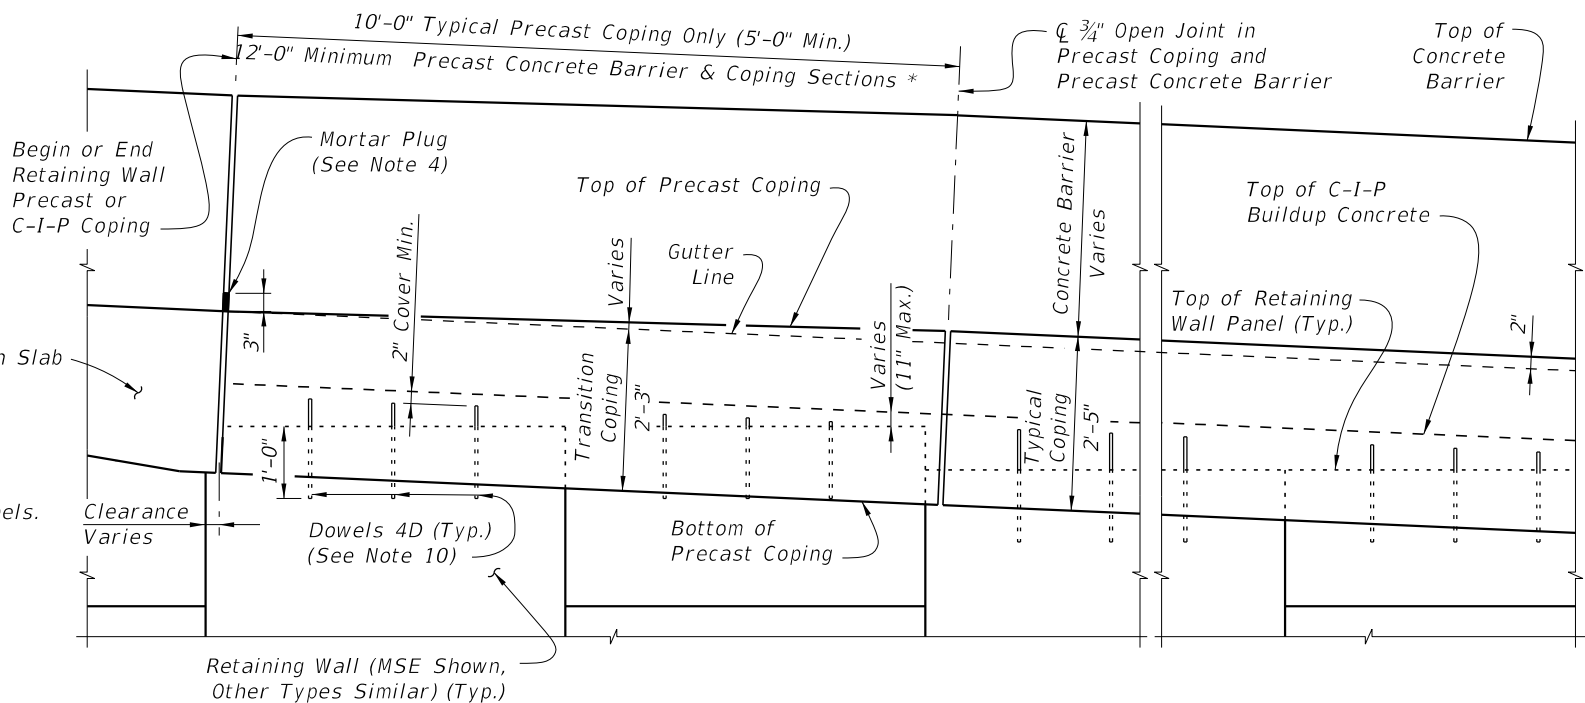 10'-0" Typical Precast Coping Only (5'-0" Min.)
12'-0" Minimum Precast Concrete Barrier & Coping Sections *
℄ ¾" Open Joint in
Precast Coping and
Precast Concrete Barrier
Top of
Concrete
Barrier
Begin or End
Retaining Wall
Precast or
C-I-P Coping
Mortar Plug
(See Note 4)
Top of Precast Coping
Gutter
Line
Concrete Barrier
Varies
Top of C-I-P
Buildup Concrete
Top of Retaining
Wall Panel (Typ.)
2"
3"
2" Cover Min.
Varies
Transition
Coping
2'-3"
Varies
(11" Max.)
Typical
Coping
2'-5"
Slab
1'-0"
Clearance
Varies
Dowels 4D (Typ.)
(See Note 10)
Bottom of
Precast Coping
Retaining Wall (MSE Shown,
Other Types Similar) (Typ.)